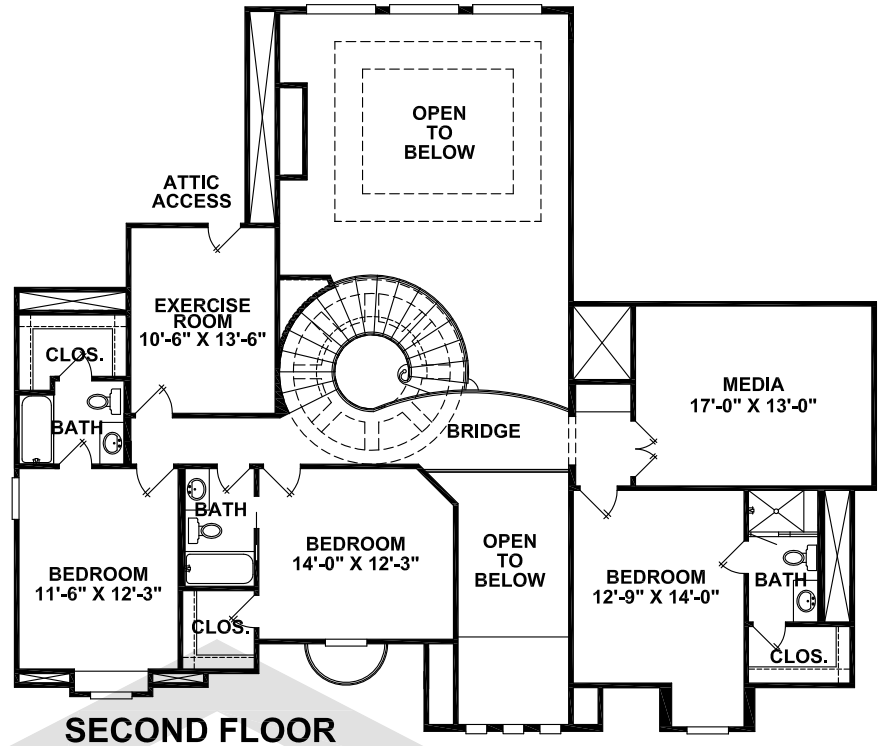 OPEN
TO
BELOW
ATTIC
ACCESS
EXERCISE
ROOM
10'-6" X 13'-6"
CLOS.
BATH
MEDIA
17'-0" X 13'-0"
BRIDGE
BATH
BEDROOM
11'-6" X 12'-3"
BEDROOM
14'-0" X 12'-3"
OPEN
TO
BELOW
BEDROOM
12'-9" X 14'-0"
BATH
CLOS.
CLOS.
SECOND FLOOR